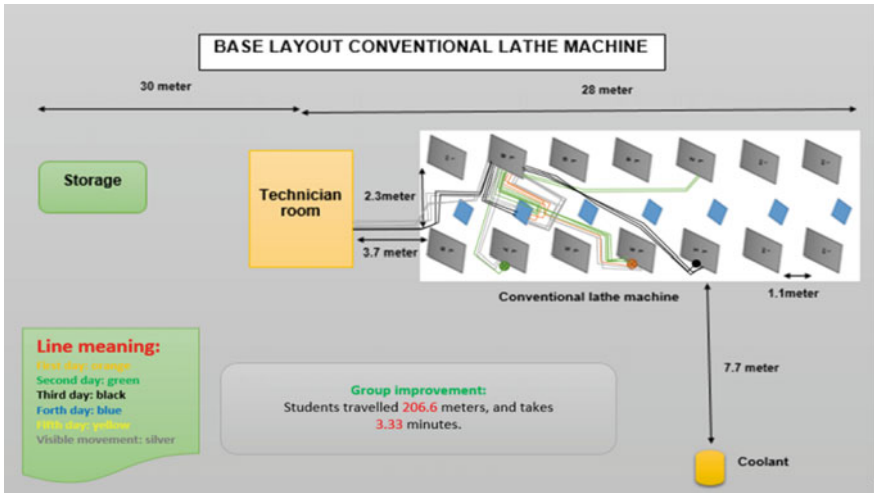 BASE LAYOUT CONVENTIONAL LATHE MACHINE
30 meter
28 meter
Storage
Technician
room
2.3meter
3.7 meter
Conventional lathe machine
1.1meter
7.7 meter
Line meaning:
First day: orange
Second day: green
Third day: black
Forth day: blue
Fifth day: yellow
Visible movement: silver
Group improvement:
Students travelled 206.6 meters, and takes
3.33 minutes.
Coolant